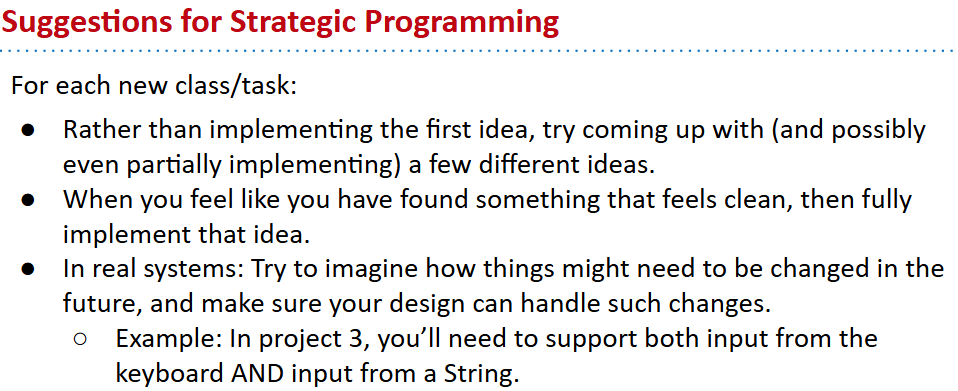 Suggestions for Strategic Programming
For each new class/task:
● Rather than implementing the first idea, try coming up with (and possibly
even partially implementing) a few different ideas.
● When you feel like you have found something that feels clean, then fully
implement that idea.
● In real systems: Try to imagine how things might need to be changed in the
future, and make sure your design can handle such changes.
○ Example: In project 3, you’ll need to support both input from the
keyboard AND input from a String.